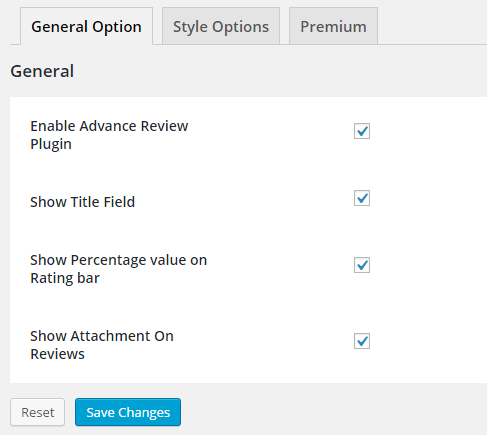 General Option Style Options Premium
General
Enable Advance Review
Plugin
Show Title Field
Show Percentage value on
Rating bar
Show Attachment On
Reviews
Reset Save Changes